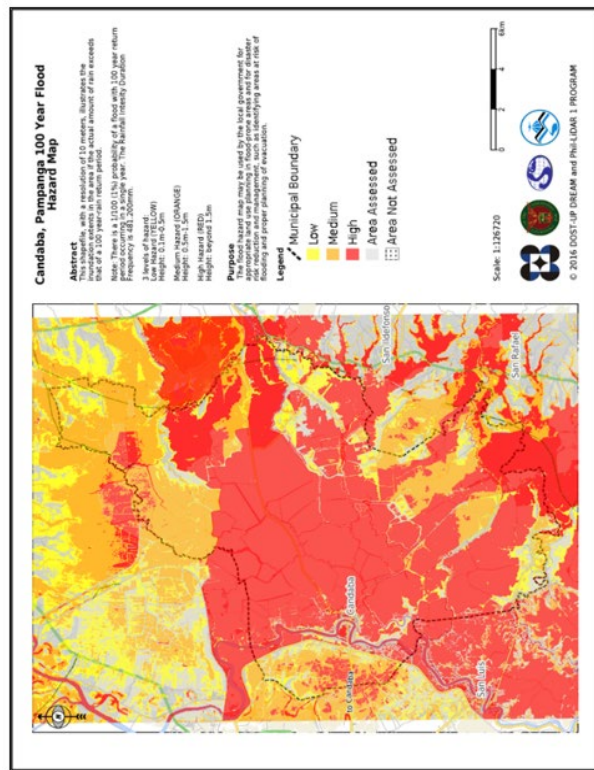 Candaba, Pampanga 100 Year Flood
Hazard Map
Abstract
This shapefile, with a resolution of 10 meters, illustrates the
inundation extents in the area if the actual amount of rain exceeds
that of a 100 year-rain return period.
Note: There is a 1/100 (1%) probability of a flood with 100 year return
period occurring in a single year. The Rainfall Intesity Duration
Frequency is 481.200mm.
3 levels of hazard:
Low Hazard (YELLOW)
Height: 0.1m-0.5m
Medium Hazard (ORANGE)
Height: 0.5m-1.5m
High Hazard (RED)
Height: beyond 1.5m
Purpose
The flood hazard map may be used by the local government for
appropriate land use planning in flood-prone areas and for disaster
risk reduction and management, such as identifying areas at risk of
flooding and proper planning of evacuation.
Legend
Municipal Boundary
Low
Medium
High
Area Assessed
Area Not Assessed
Scale: 1:126720
0 2 4 6km
© 2016 DOST-UP DREAM and Phil-LiDAR 1 PROGRAM
to Candaba
Candaba
San Luis
San Ildefonso
San Rafael